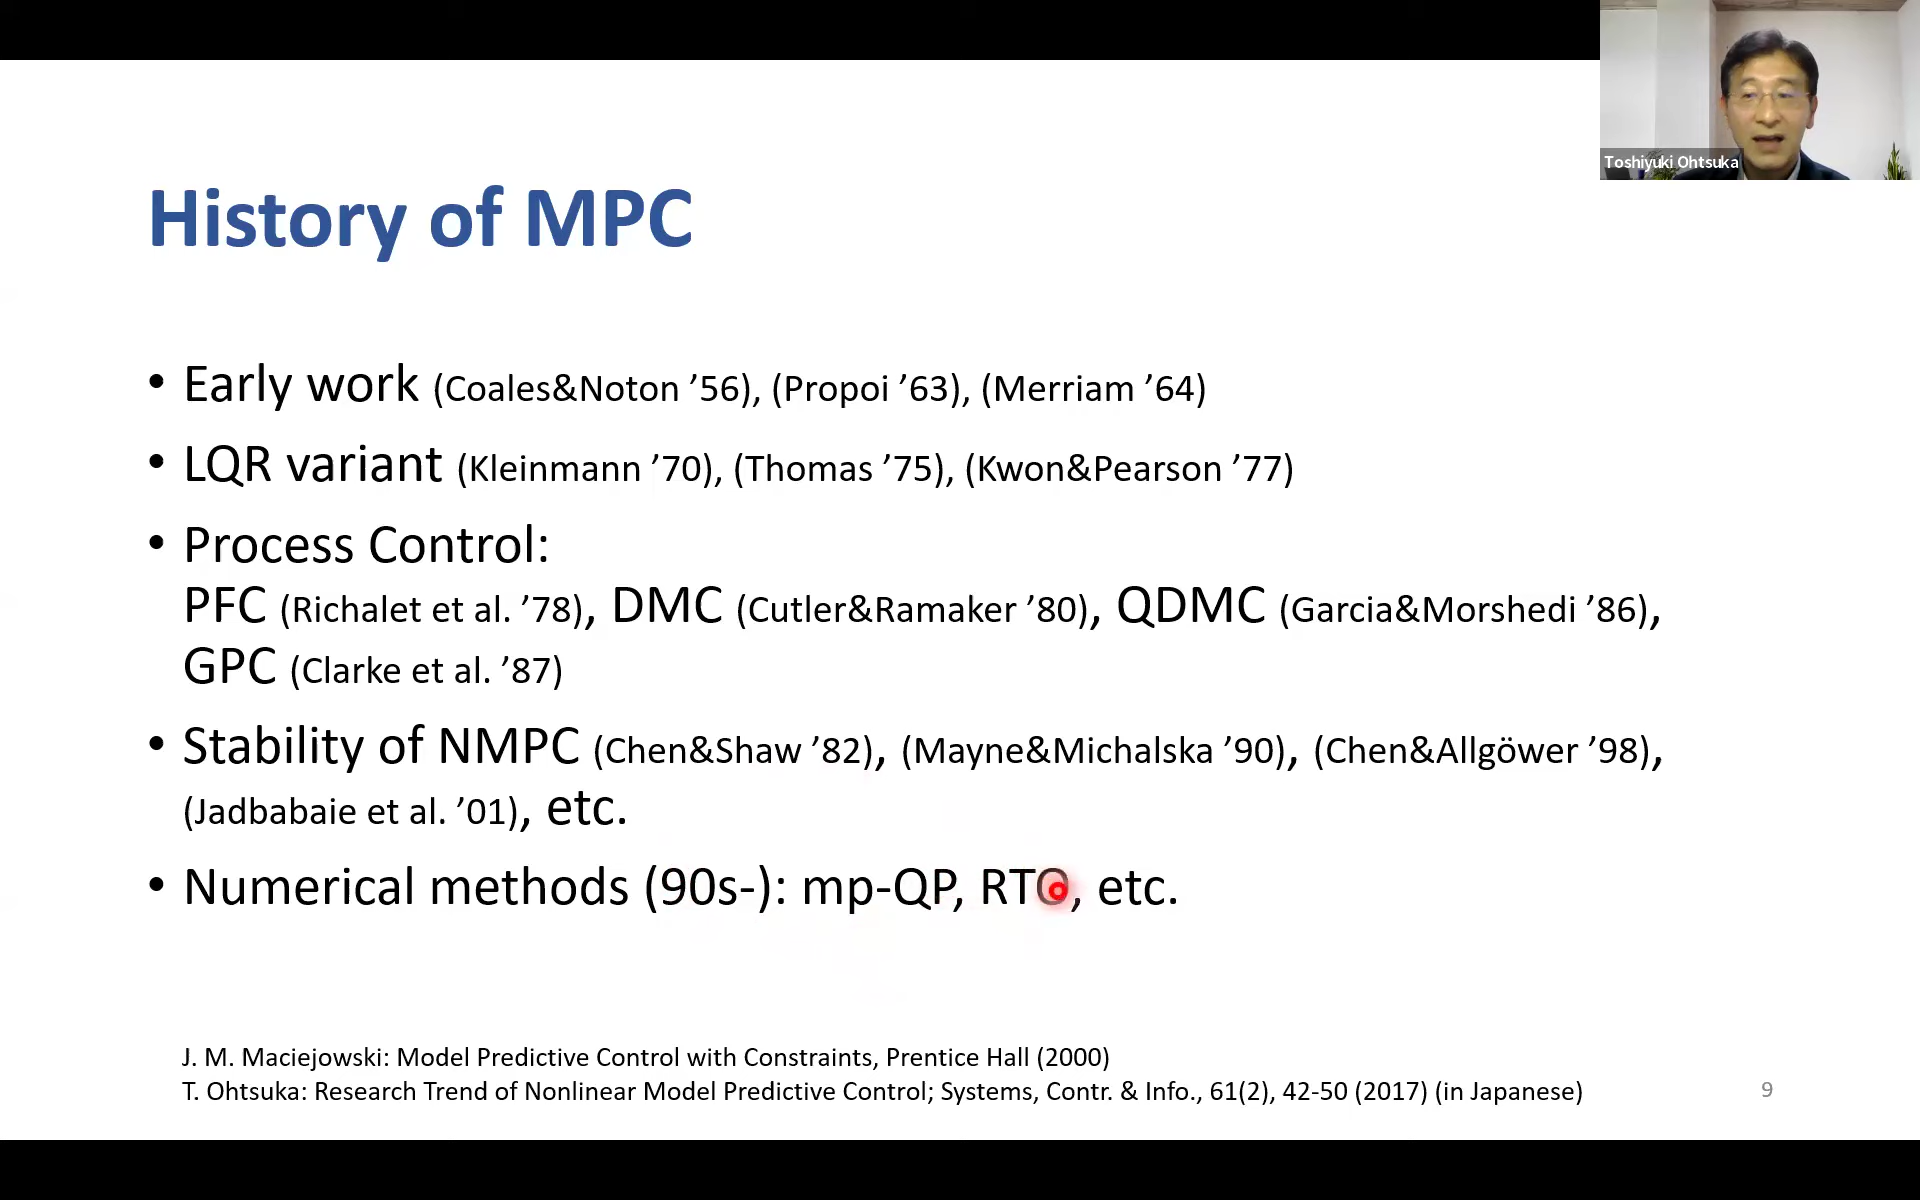 Toshiyuki Ohtsuka
History of MPC
• Early work (Coales&Noton ’56), (Propoi ’63), (Merriam ’64)
• LQR variant (Kleinmann ’70), (Thomas ’75), (Kwon&Pearson ’77)
• Process Control:
PFC (Richalet et al. ’78), DMC (Cutler&Ramaker ’80), QDMC (Garcia&Morshedi ’86),
GPC (Clarke et al. ’87)
• Stability of NMPC (Chen&Shaw ’82), (Mayne&Michalska ’90), (Chen&Allgöwer ’98),
(Jadbabaie et al. ’01), etc.
• Numerical methods (90s-): mp-QP, RTO, etc.
J. M. Maciejowski: Model Predictive Control with Constraints, Prentice Hall (2000)
T. Ohtsuka: Research Trend of Nonlinear Model Predictive Control; Systems, Contr. & Info., 61(2), 42-50 (2017) (in Japanese)
9